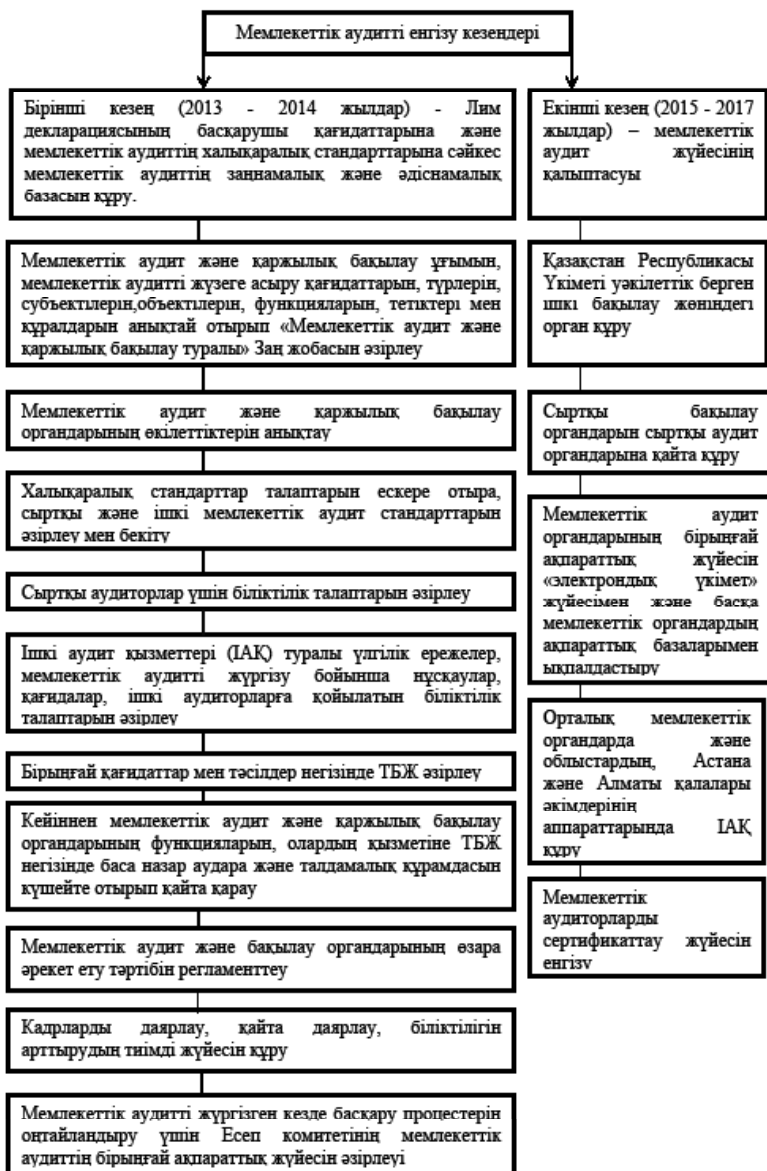 Мемлекеттік аудитті енгізу кезеңдері
Бірінші кезең (2013 - 2014 жылдар) - Лим
декларациясының басқарушы қағидаттарына және
мемлекеттік аудиттің халықаралық стандарттарына сәйкес
мемлекеттік аудиттің заңнамалық және әдіснамалық
базасын құру.
Мемлекеттік аудит және қаржылық бақылау ұғымын,
мемлекеттік аудитті жүзеге асыру қағидаттарын, түрлерін,
субъектілерін,объектілерін, функцияларын, тетіктері мен
құралдарын анықтай отырып «Мемлекеттік аудит және
қаржылық бақылау туралы» Заң жобасын әзірлеу
Мемлекеттік аудит және қаржылық бақылау
органдарының өкілеттіктерін анықтау
Халықаралық стандарттар талаптарын ескере отыра,
сыртқы және ішкі мемлекеттік аудит стандарттарын
әзірлеу мен бекіту
Сыртқы аудиторлар үшін біліктілік талаптарын әзірлеу
Ішкі аудит қызметтері (ІАҚ) туралы үлгілік ережелер,
мемлекеттік аудитті жүргізу бойынша нұсқаулар,
қағидалар, ішкі аудиторларға қойылатын біліктілік
талаптарын әзірлеу
Бірыңғай қағидаттар мен тәсілдер негізінде ТБЖ әзірлеу
Кейіннен мемлекеттік аудит және қаржылық бақылау
органдарының функцияларын, олардың қызметіне ТБЖ
негізінде баса назар аудара және талдамалық құрамдасын
күшейте отырып қайта қарау
Мемлекеттік аудит және бақылау органдарының өзара
әрекет ету тәртібін регламенттеу
Кадрларды даярлау, қайта даярлау, біліктілігін
арттырудың тиімді жүйесін құру
Мемлекеттік аудитті жүргізген кезде басқару процестерін
оңтайландыру үшін Есеп комитетінің мемлекеттік
аудиттің бірыңғай ақпараттық жүйесін әзірлеуі
Екінші кезең (2015 - 2017
жылдар) – мемлекеттік
аудит жүйесінің
қалыптасуы
Қазақстан Республикасы
Үкіметі уәкілеттік берген
ішкі бақылау жөніндегі
орган құру
Сыртқы бақылау
органдарын сыртқы аудит
органдарына қайта құру
Мемлекеттік аудит
органдарының бірыңғай
ақпараттық жүйесін
«электрондық үкімет»
жүйесімен және басқа
мемлекеттік органдардың
ақпараттық базаларымен
ықпалдастыру
Орталық мемлекеттік
органдарда және
облыстардың, Астана
және Алматы қалалары
әкімдерінің
аппараттарында ІАҚ
құру
Мемлекеттік
аудиторларды
сертификаттау жүйесін
енгізу